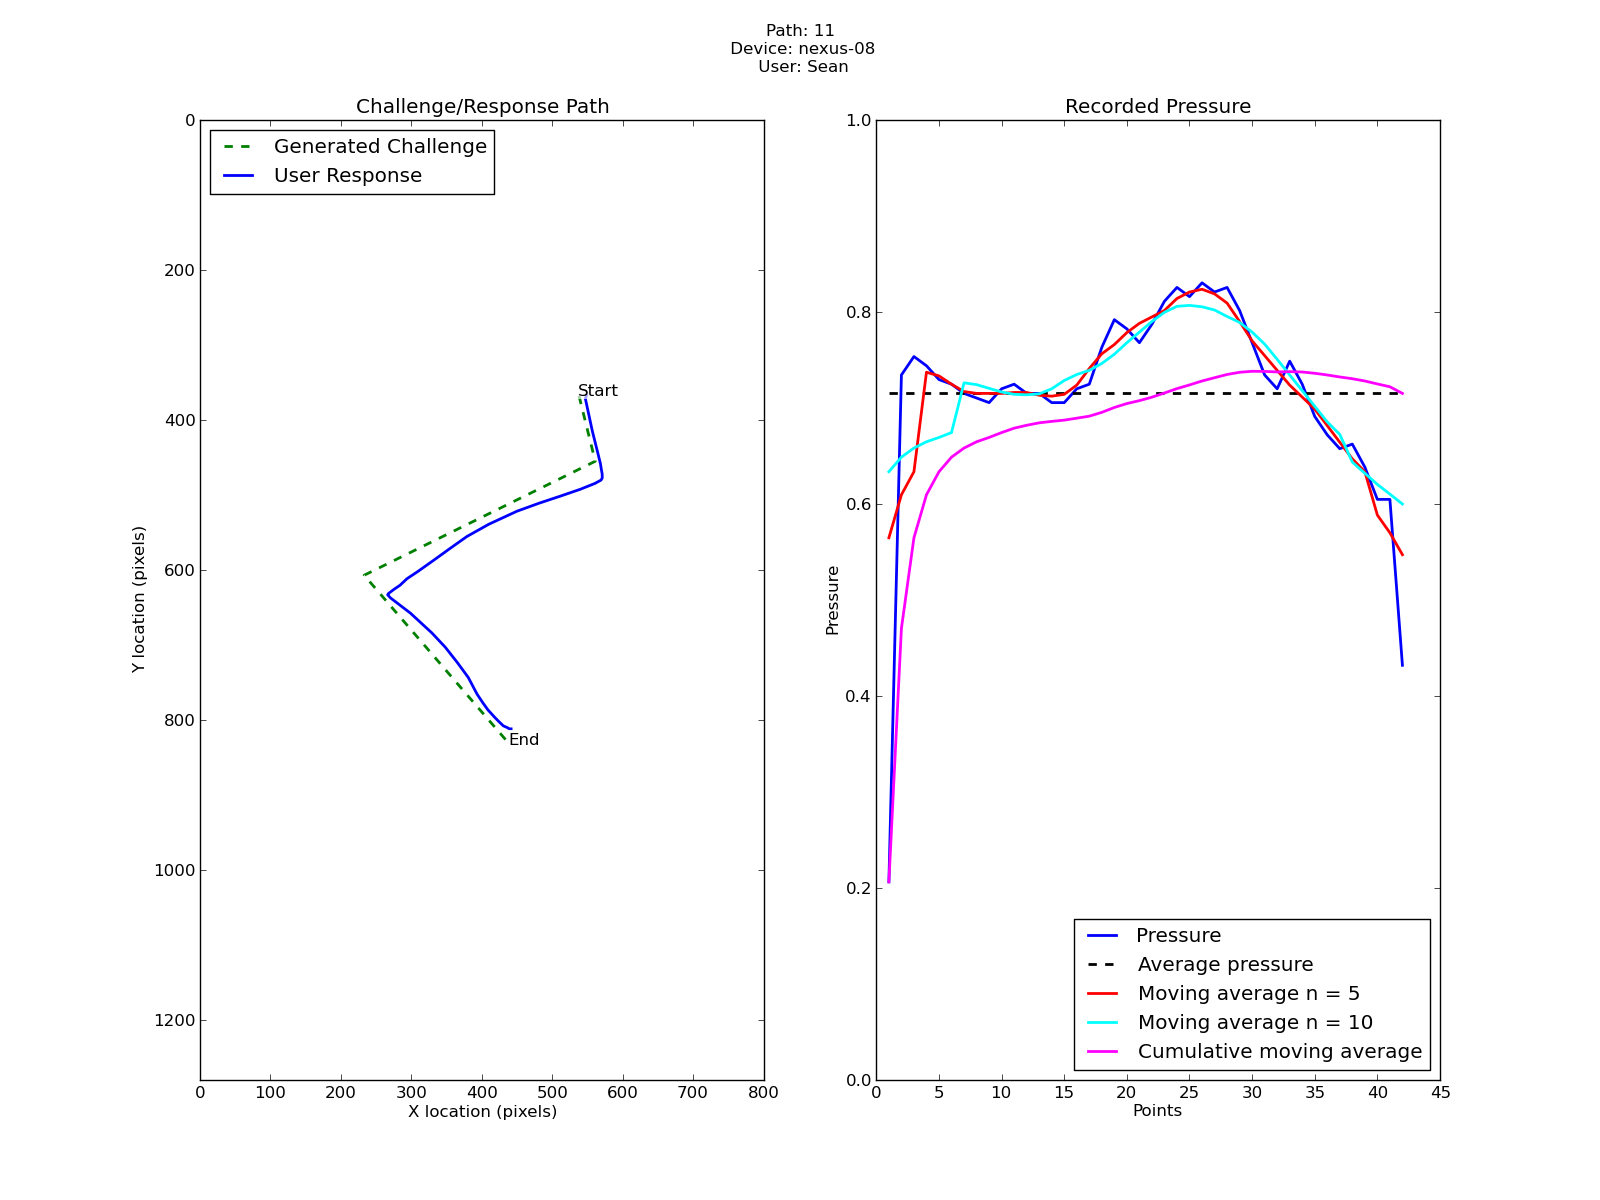 Path: 11
Device: nexus-08
User: Sean
Challenge/Response Path
Generated Challenge
User Response
0
200
400
600
800
1000
1200
Y location (pixels)
Start
End
0 100 200 300 400 500 600 700 800
X location (pixels)
Recorded Pressure
1.0
0.8
0.6
0.4
0.2
0.0
Pressure
Pressure
Average pressure
Moving average n = 5
Moving average n = 10
Cumulative moving average
0 5 10 15 20 25 30 35 40 45
Points